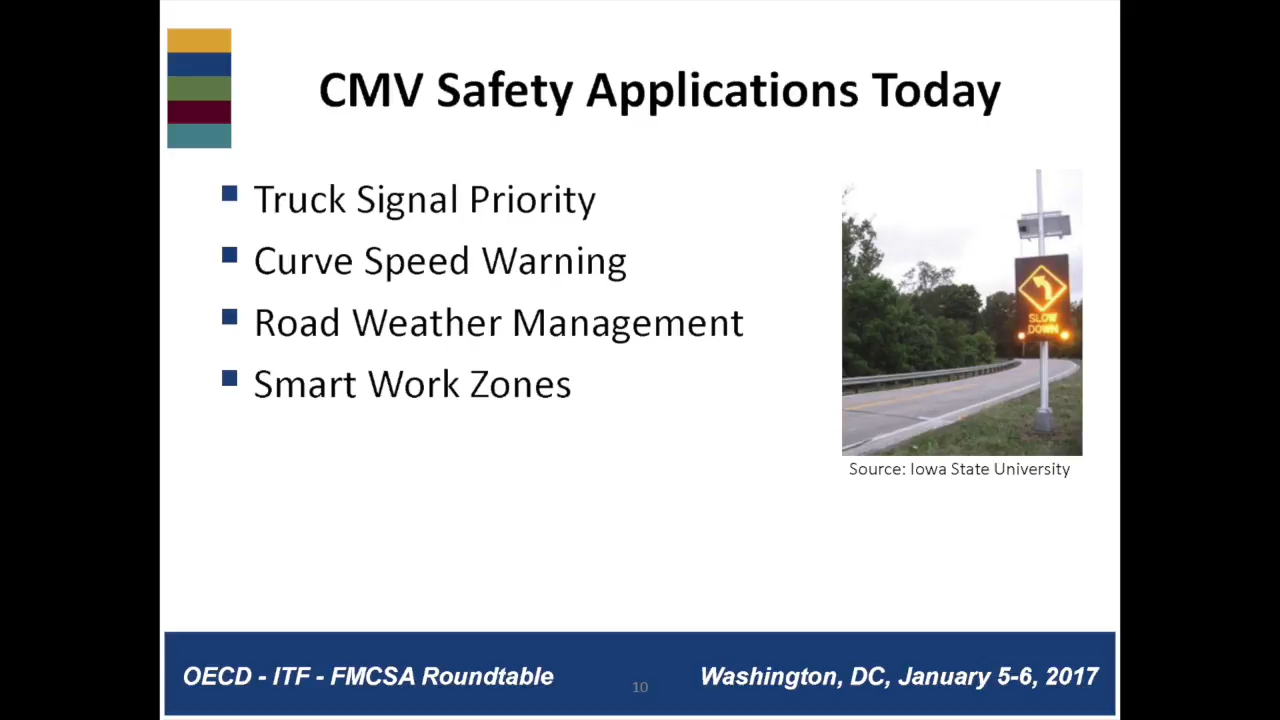 CMV Safety Applications Today
Truck Signal Priority
Curve Speed Warning
Road Weather Management
Smart Work Zones
SLOW
DOWN
Source: Iowa State University
OECD - ITF - FMCSA Roundtable
10
Washington, DC, January 5-6, 2017